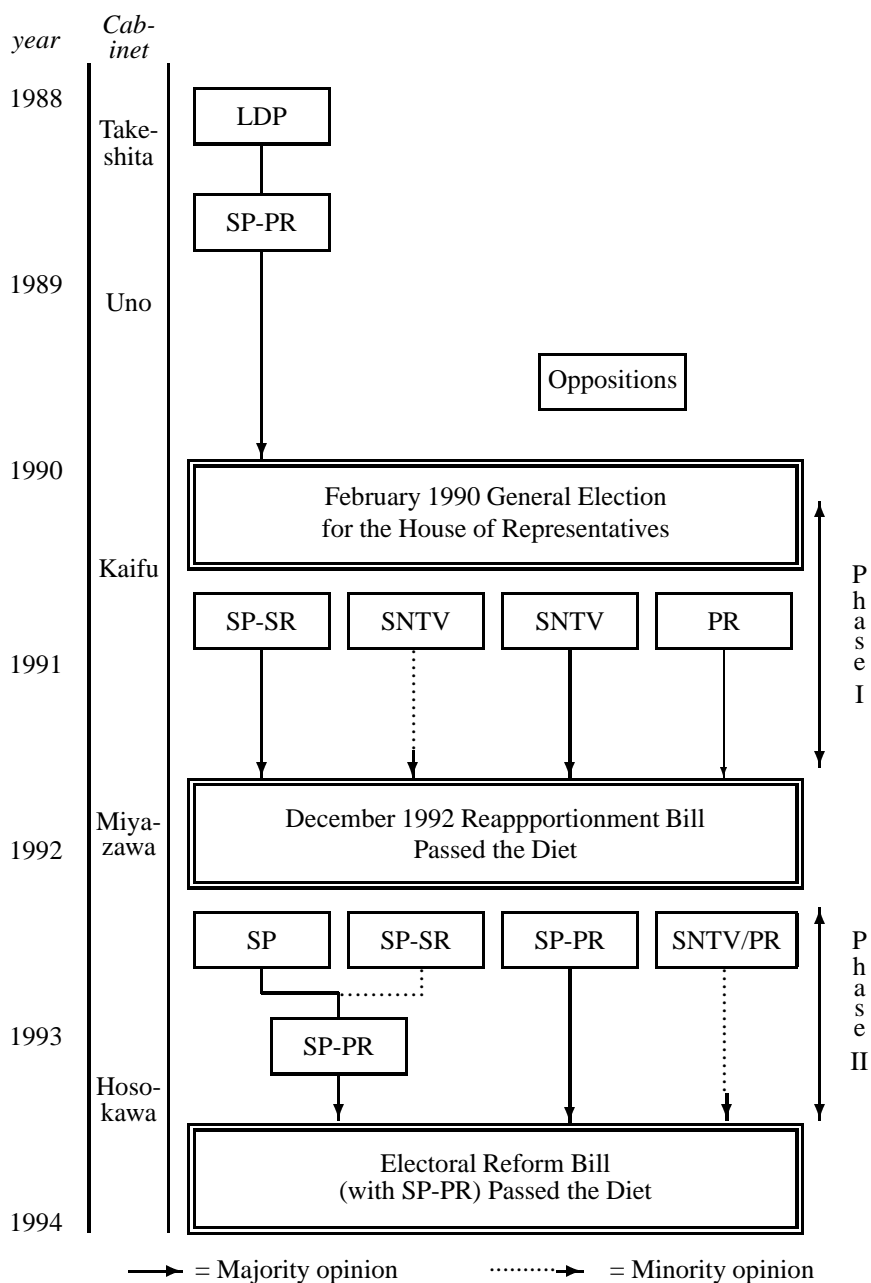 year
Cab-
inet
1988
LDP
Take-
shita
SP-PR
1989
Uno
Oppositions
1990
February 1990 General Election
for the House of Representatives
Kaifu
SP-SR SNTV SNTV PR
1991
Phase I
Miya-
zawa
December 1992 Reappportionment Bill
Passed the Diet
1992
SP SP-SR SP-PR SNTV/PR
Phase II
1993
SP-PR
Hoso-
kawa
Electoral Reform Bill
(with SP-PR) Passed the Diet
1994
= Majority opinion = Minority opinion